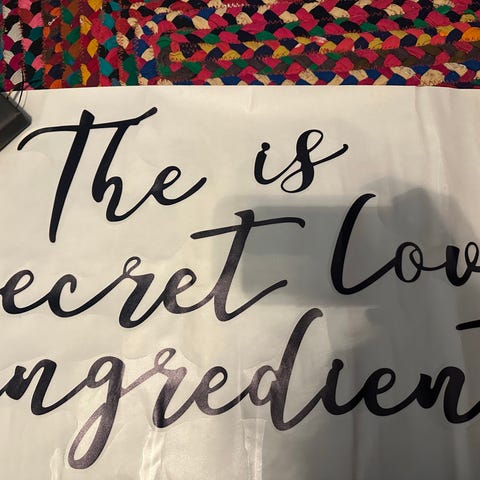 The is
ecret Lov
ngredient